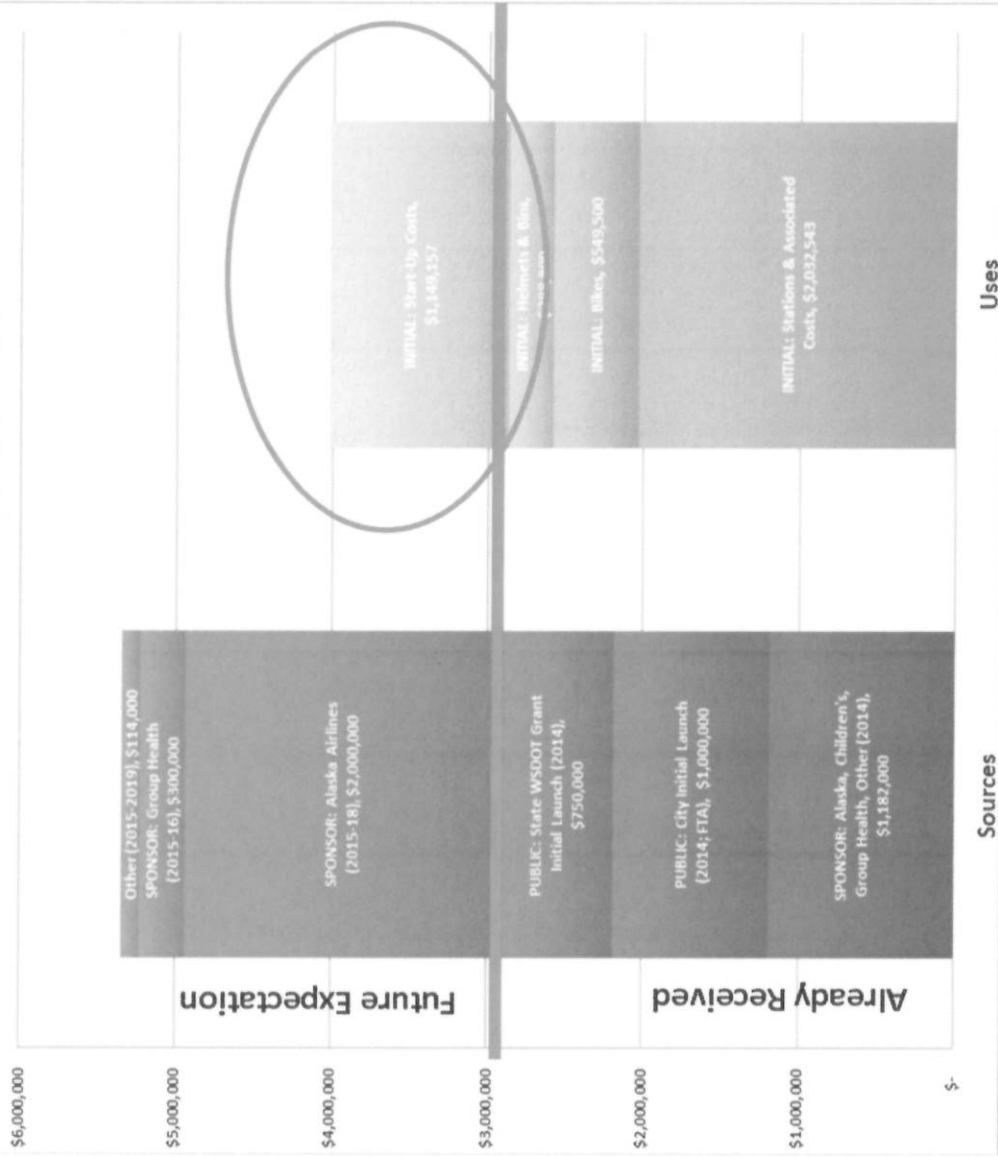 $6,000,000
$5,000,000
$4,000,000
$3,000,000
$2,000,000
$1,000,000
$-
Future Expectation
Already Received
Other (2015-2019), $114,000
SPONSOR: Group Health
(2015-16), $300,000
SPONSOR: Alaska Airlines
(2015-18), $2,000,000
PUBLIC: State WSDOT Grant
Initial Launch (2014),
$750,000
PUBLIC: City Initial Launch
(2014; FTA), $1,000,000
SPONSOR: Alaska, Children's,
Group Health, Other (2014),
$1,182,000
INITIAL: Start Up Costs,
$1,149,157
INITIAL: Helmets & Bins,
INITIAL: Bikes, $549,500
INITIAL: Stations & Associated
Costs, $2,032,543
Sources
Uses